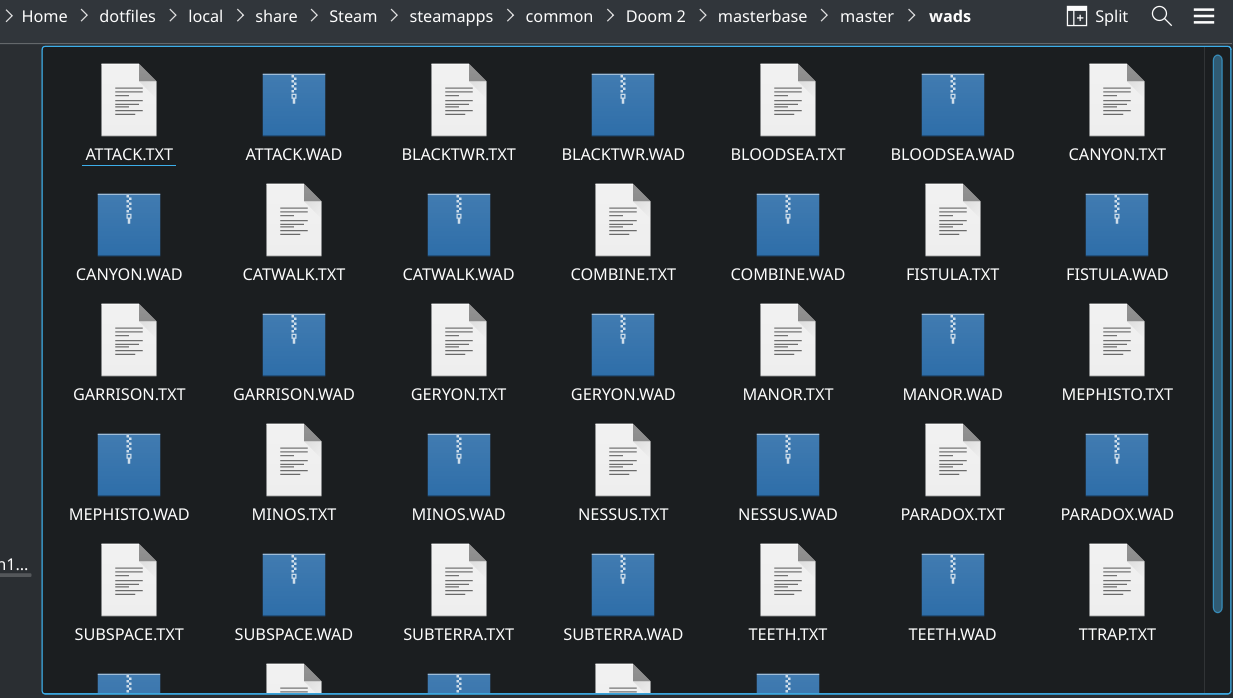 Home dotfiles local share Steam steamapps common Doom 2 masterbase master wads Split
ATTACK.TXT ATTACK.WAD BLACKTWR.TXT BLACKTWR.WAD BLOODSEA.TXT BLOODSEA.WAD CANYON.TXT
CANYON.WAD CATWALK.TXT CATWALK.WAD COMBINE.TXT COMBINE.WAD FISTULA.TXT FISTULA.WAD
GARRISON.TXT GARRISON.WAD GERYON.TXT GERYON.WAD MANOR.TXT MANOR.WAD MEPHISTO.TXT
MEPHISTO.WAD MINOS.TXT MINOS.WAD NESSUS.TXT NESSUS.WAD PARADOX.TXT PARADOX.WAD
SUBSPACE.TXT SUBSPACE.WAD SUBTERRA.TXT SUBTERRA.WAD TEETH.TXT TEETH.WAD TTRAP.TXT